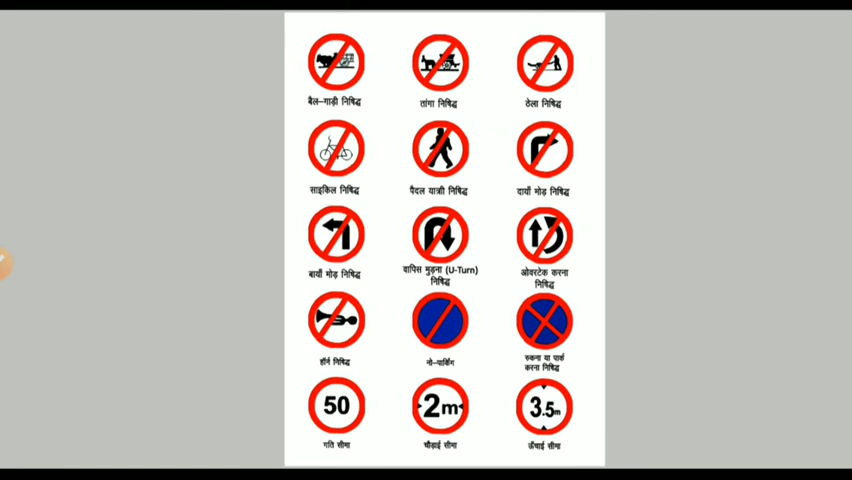 बैल–गाड़ी निषिद्ध
तांगा निषिद्ध
ठेला निषिद्ध
साइकिल निषिद्ध
पैदल यात्री निषिद्ध
दायाँ मोड़ निषिद्ध
बायाँ मोड़ निषिद्ध
वापिस मुड़ना (U-Turn)
निषिद्ध
ओवरटेक करना
निषिद्ध
हॉर्न निषिद्ध
नो–पार्किंग
रुकना या पार्क
करना निषिद्ध
50
2m
3.5m
गति सीमा
चौड़ाई सीमा
ऊँचाई सीमा